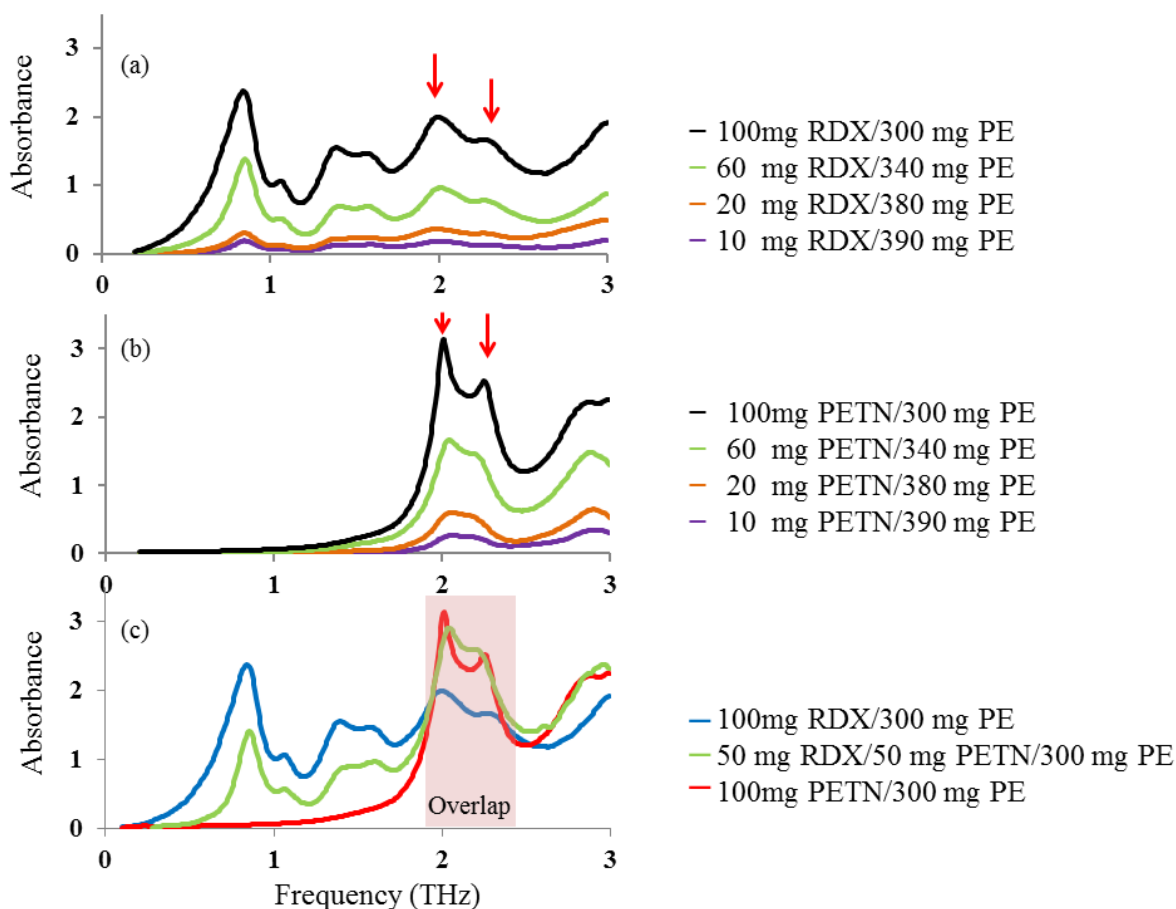 Absorbance
3
2
1
0
(a)
0
1
2
3
100mg RDX/300 mg PE
60 mg RDX/340 mg PE
20 mg RDX/380 mg PE
10 mg RDX/390 mg PE
Absorbance
3
2
1
0
(b)
0
1
2
3
100mg PETN/300 mg PE
60 mg PETN/340 mg PE
20 mg PETN/380 mg PE
10 mg PETN/390 mg PE
Absorbance
3
2
1
0
(c)
Overlap
0
1
2
3
Frequency (THz)
100mg RDX/300 mg PE
50 mg RDX/50 mg PETN/300 mg PE
100mg PETN/300 mg PE